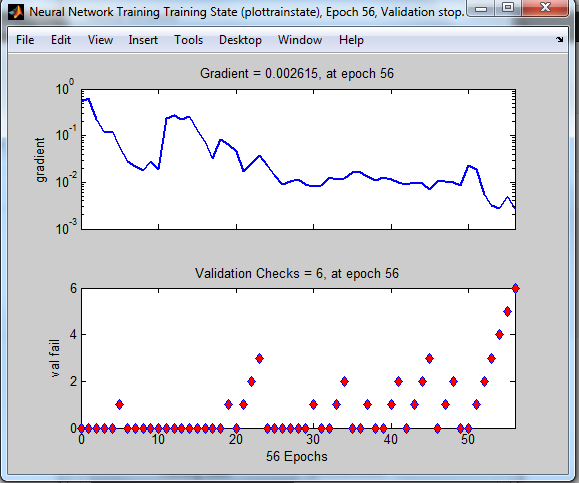 Neural Network Training Training State (plottrainstate), Epoch 56, Validation stop.
File Edit View Insert Tools Desktop Window Help
Gradient = 0.002615, at epoch 56
10^0
10^-1
10^-2
10^-3
gradient
Validation Checks = 6, at epoch 56
6
4
2
0
val fail
0 10 20 30 40 50
56 Epochs